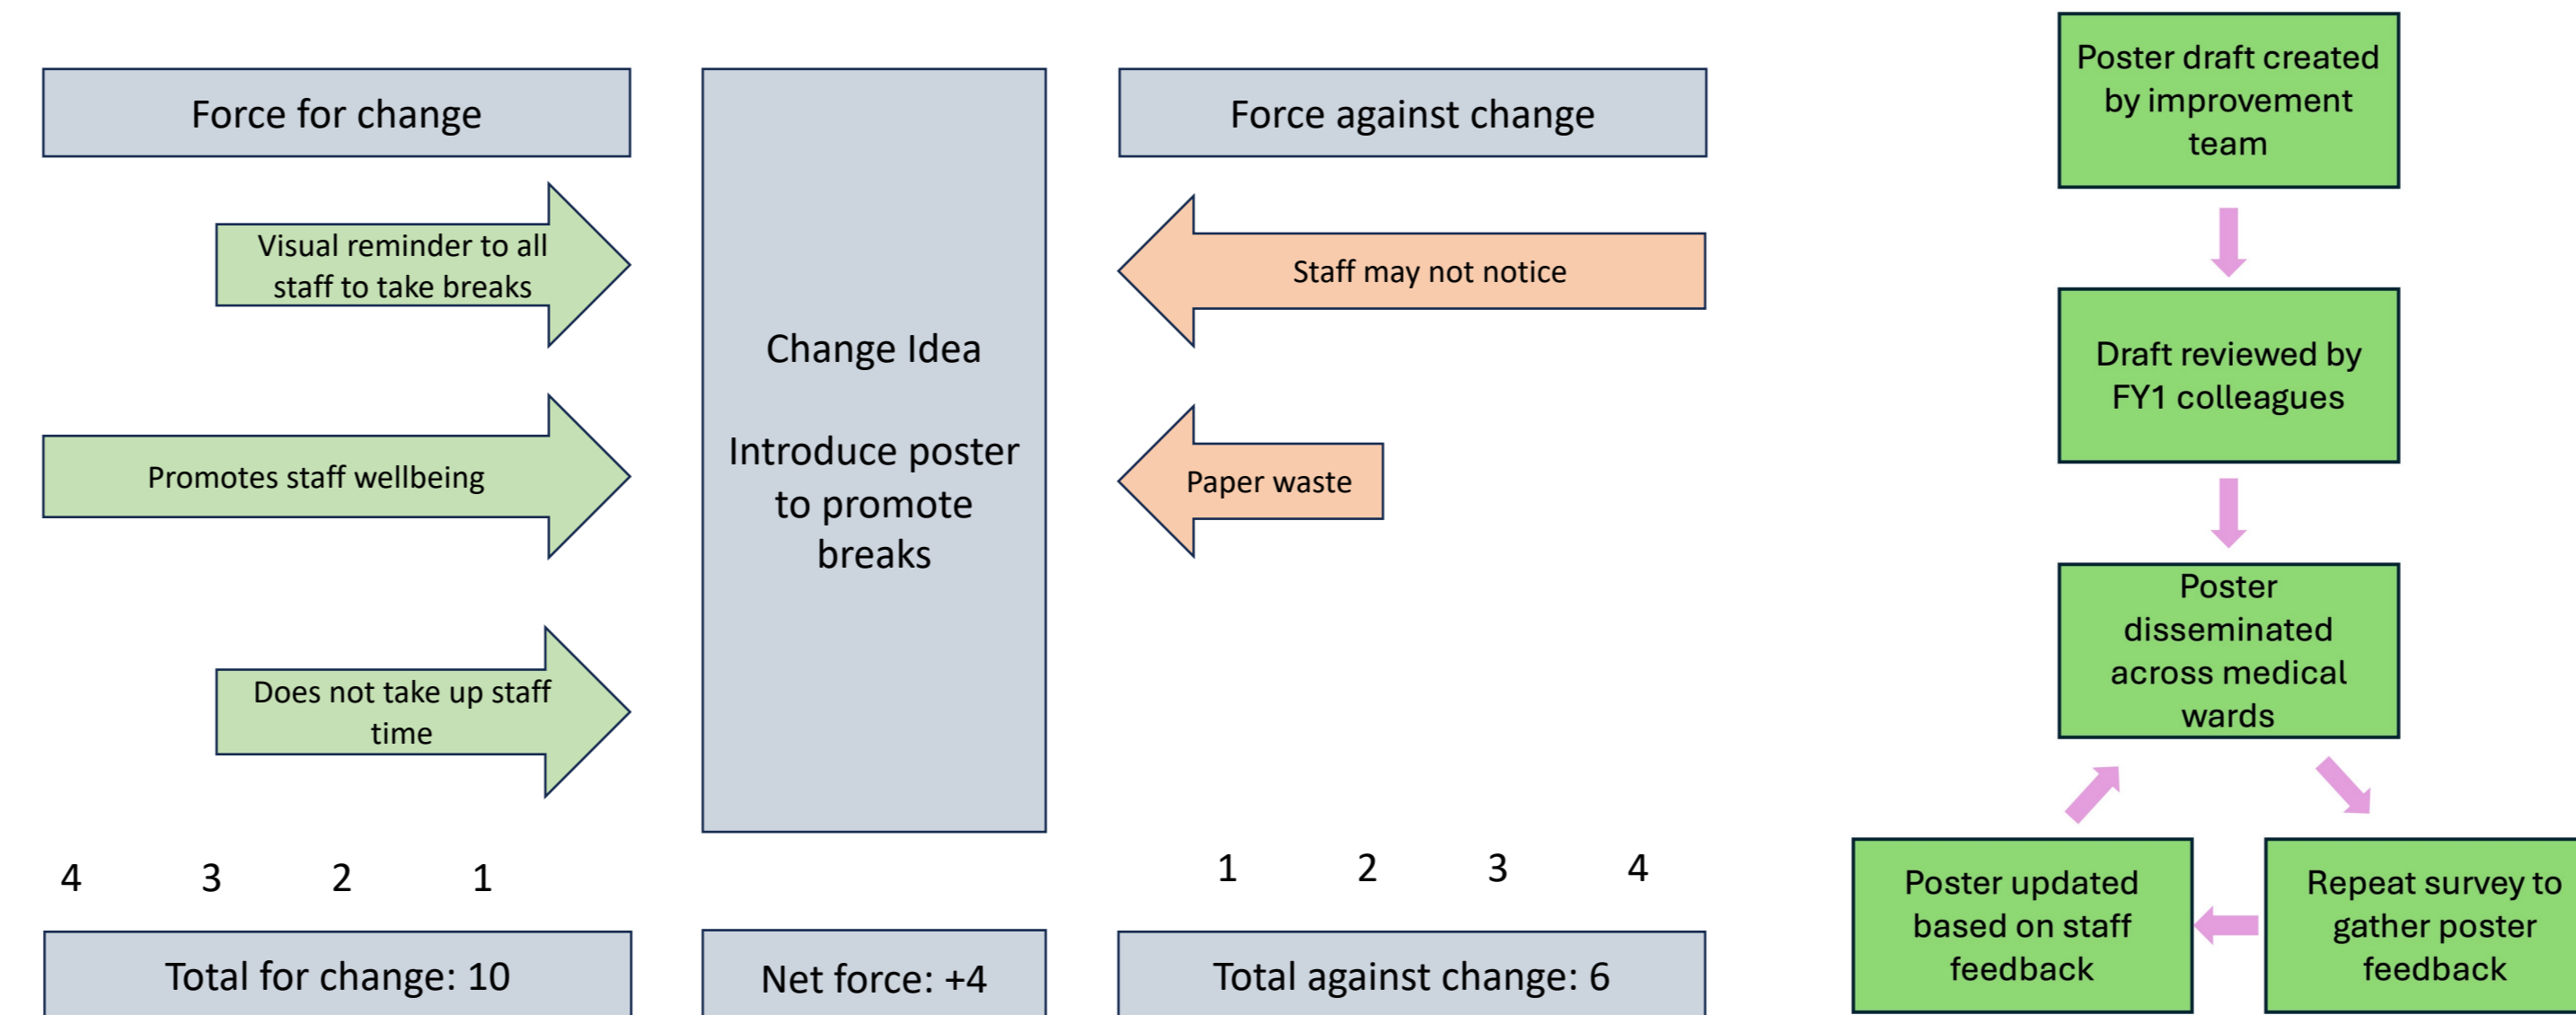 Force for change
Visual reminder to all
staff to take breaks
Promotes staff wellbeing
Does not take up staff
time
4 3 2 1
Total for change: 10
Change Idea
Introduce poster
to promote
breaks
Net force: +4
Force against change
Staff may not notice
Paper waste
1 2 3 4
Total against change: 6
Poster draft created
by improvement
team
Draft reviewed by
FY1 colleagues
Poster
disseminated
across medical
wards
Repeat survey to
gather poster
feedback
Poster updated
based on staff
feedback